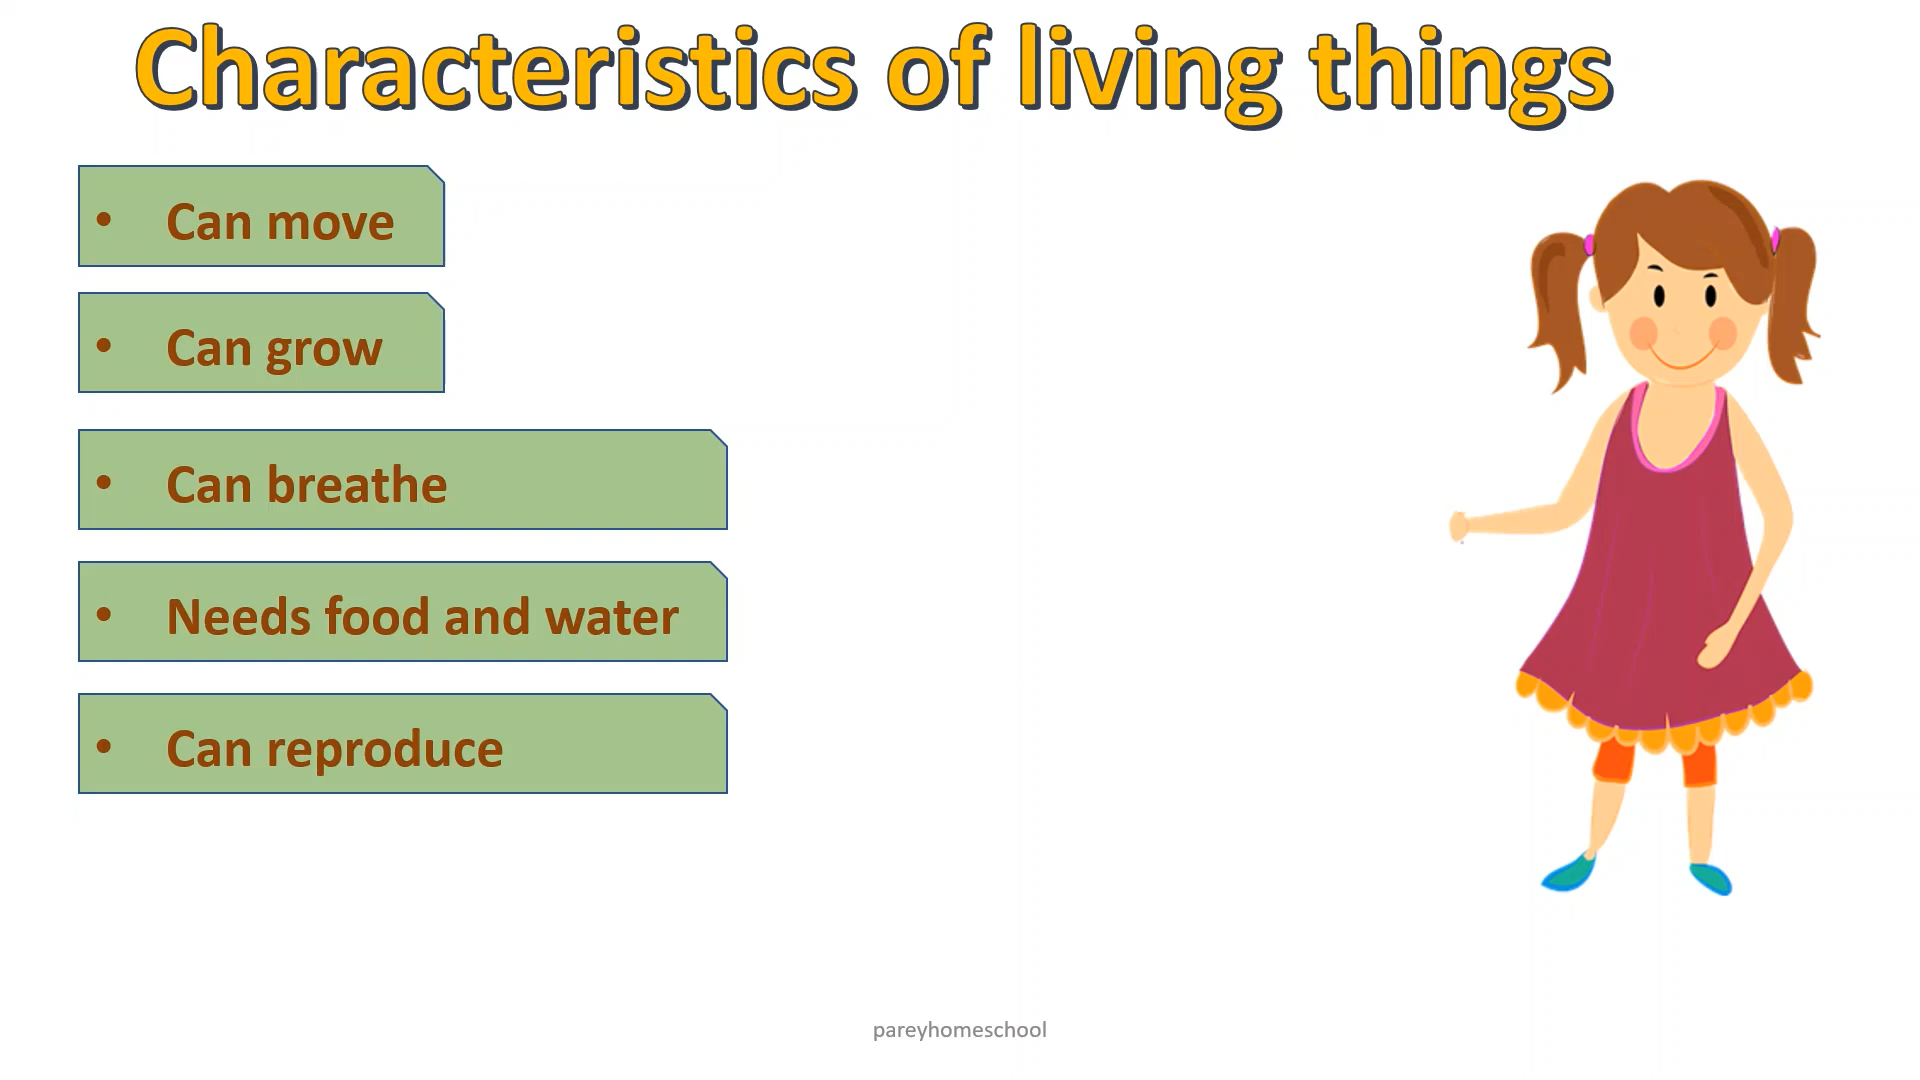 Characteristics of living things
• Can move
• Can grow
• Can breathe
• Needs food and water
• Can reproduce
pareyhomeschool